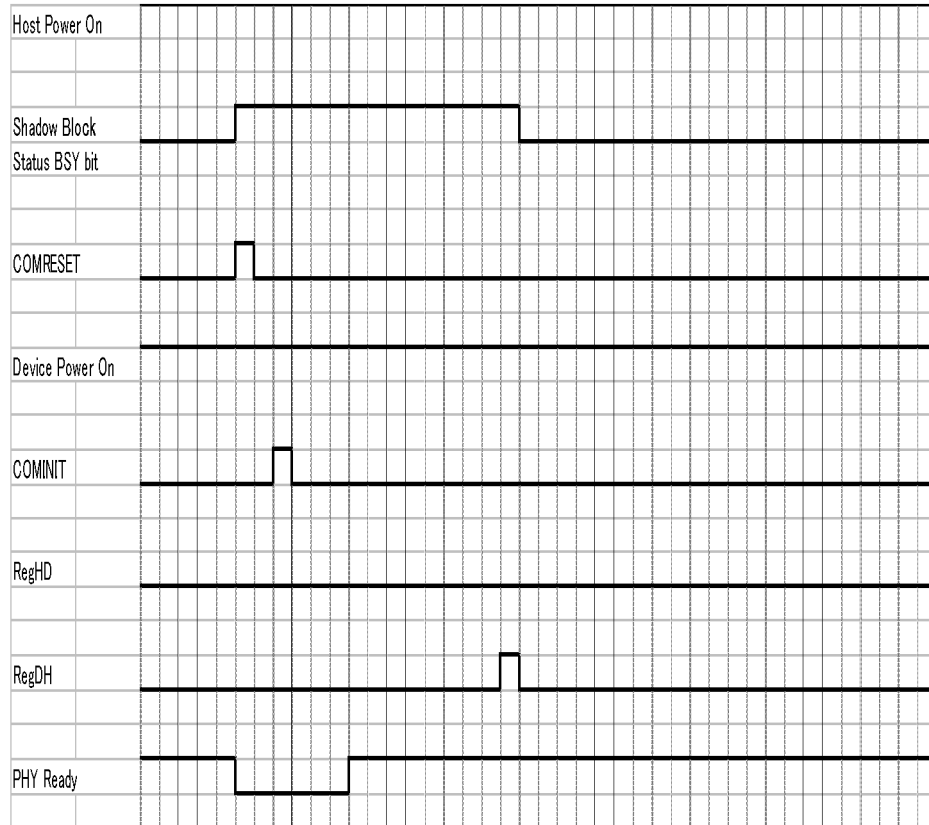 Host Power On
Shadow Block
Status BSY bit
COMRESET
Device Power On
COMINIT
RegHD
RegDH
PHY Ready